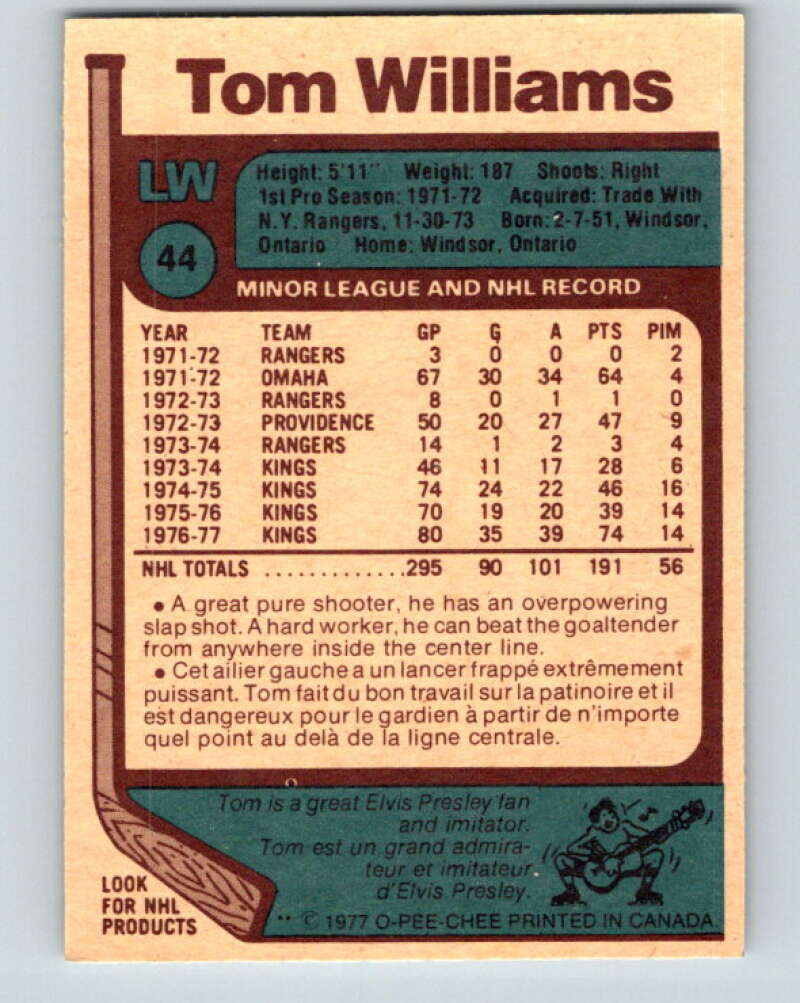 Tom Williams
LW
44
Height: 5'11" Weight: 187 Shoots: Right
1st Pro Season: 1971-72 Acquired: Trade With
N.Y. Rangers, 11-30-73 Born: 2-7-51, Windsor,
Ontario Home: Windsor, Ontario
MINOR LEAGUE AND NHL RECORD
YEAR TEAM GP G A PTS PIM
1971-72 RANGERS 3 0 0 0 2
1971-72 OMAHA 67 30 34 64 4
1972-73 RANGERS 8 0 1 1 0
1972-73 PROVIDENCE 50 20 27 47 9
1973-74 RANGERS 14 1 2 3 4
1973-74 KINGS 46 11 17 28 6
1974-75 KINGS 74 24 22 46 16
1975-76 KINGS 70 19 20 39 14
1976-77 KINGS 80 35 39 74 14
NHL TOTALS ............. 295 90 101 191 56
• A great pure shooter, he has an overpowering
slap shot. A hard worker, he can beat the goaltender
from anywhere inside the center line.
• Cet ailier gauche a un lancer frappé extrêmement
puissant. Tom fait du bon travail sur la patinoire et il
est dangereux pour le gardien à partir de n'importe
quel point au delà de la ligne centrale.
Tom is a great Elvis Presley fan
and imitator.
Tom est un grand admira-
teur et imitateur
d'Elvis Presley.
LOOK
FOR NHL
PRODUCTS
** © 1977 O-PEE-CHEE PRINTED IN CANADA.